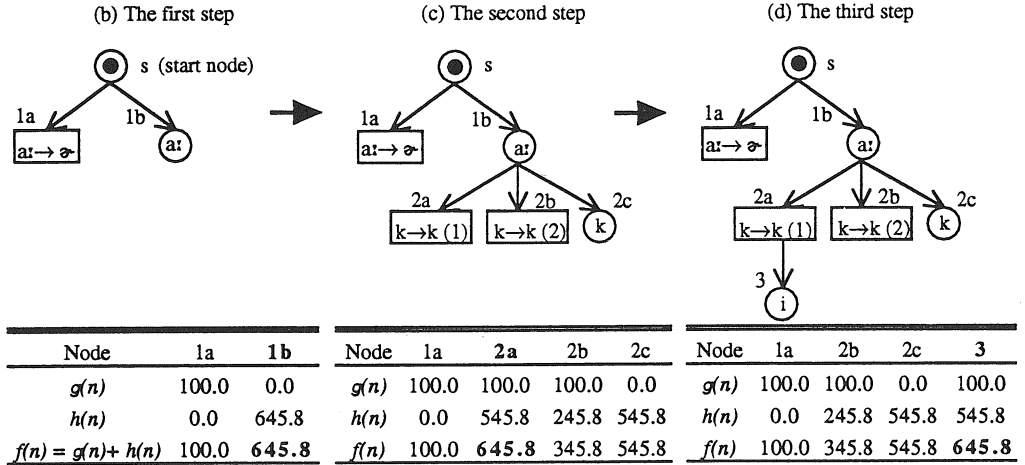 (b) The first step
s (start node)
1a
1b
aː→ ɚ
aː
Node 1a 1b
g(n) 100.0 0.0
h(n) 0.0 645.8
f(n) = g(n)+ h(n) 100.0 645.8
(c) The second step
s
1a
1b
aː→ ɚ
aː
2a
2b
2c
k→k (1)
k→k (2)
k
Node 1a 2a 2b 2c
g(n) 100.0 100.0 100.0 0.0
h(n) 0.0 545.8 245.8 545.8
f(n) 100.0 645.8 345.8 545.8
(d) The third step
s
1a
1b
aː→ ɚ
aː
2a
2b
2c
k→k (1)
k→k (2)
k
3
i
Node 1a 2b 2c 3
g(n) 100.0 100.0 0.0 100.0
h(n) 0.0 245.8 545.8 545.8
f(n) 100.0 345.8 545.8 645.8